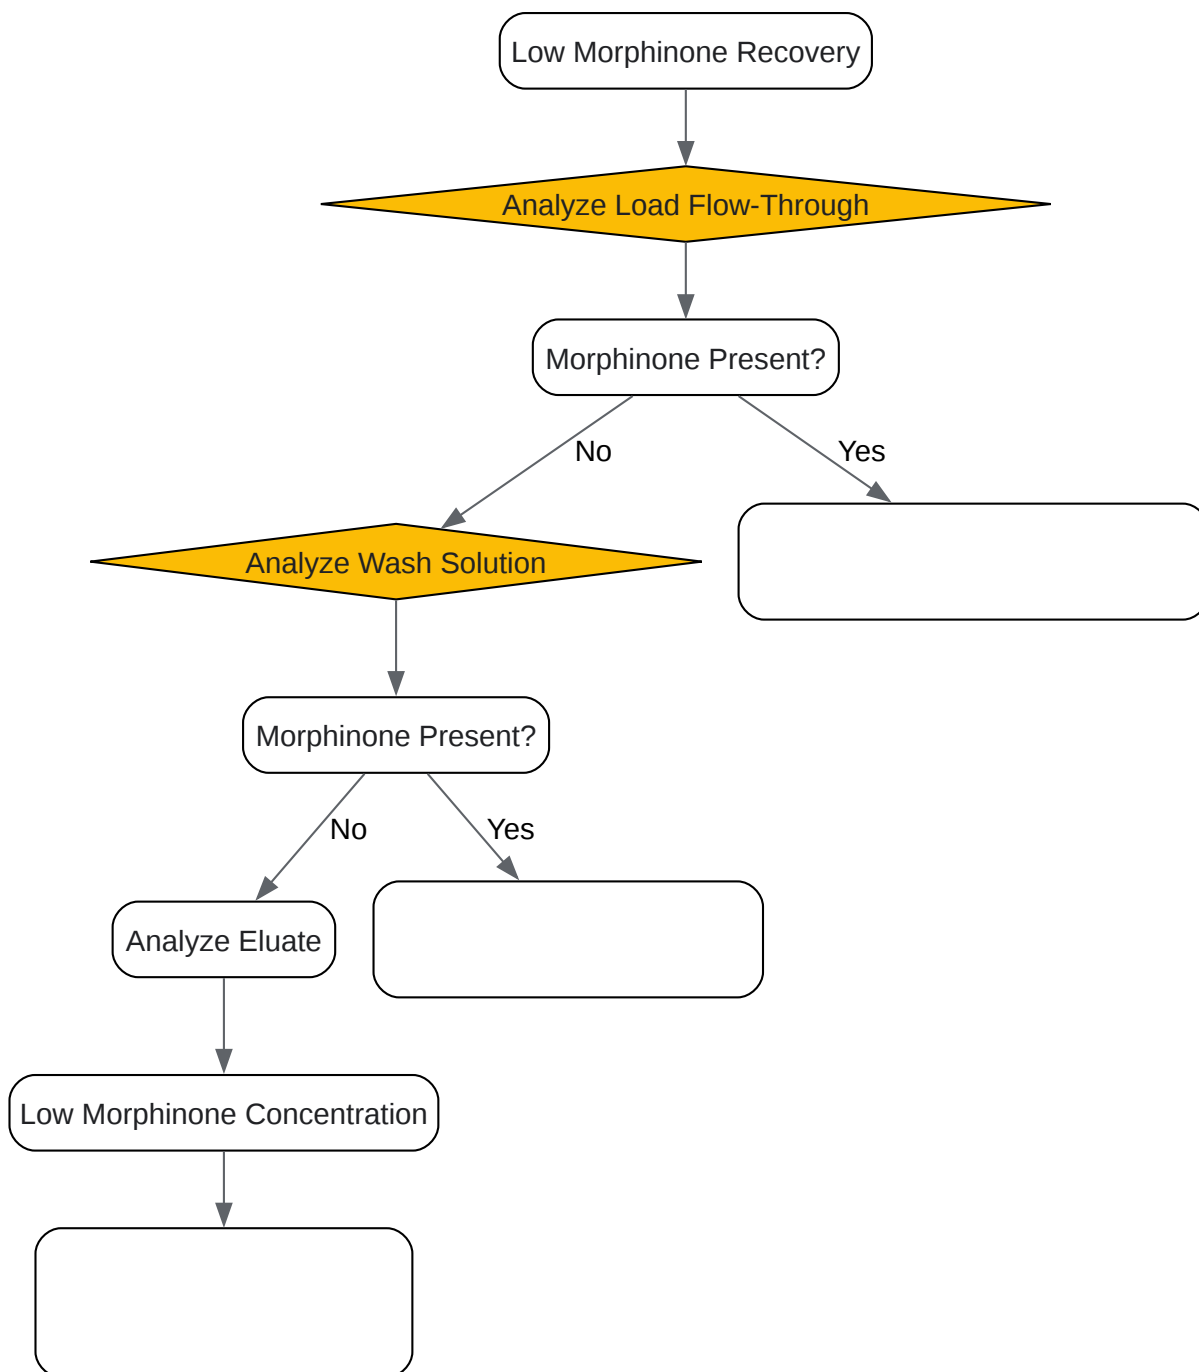 Low Morphinone Recovery
Analyze Load Flow-Through
Morphinone Present?
No
Yes
Analyze Wash Solution
Morphinone Present?
No
Yes
Analyze Eluate
Low Morphinone Concentration